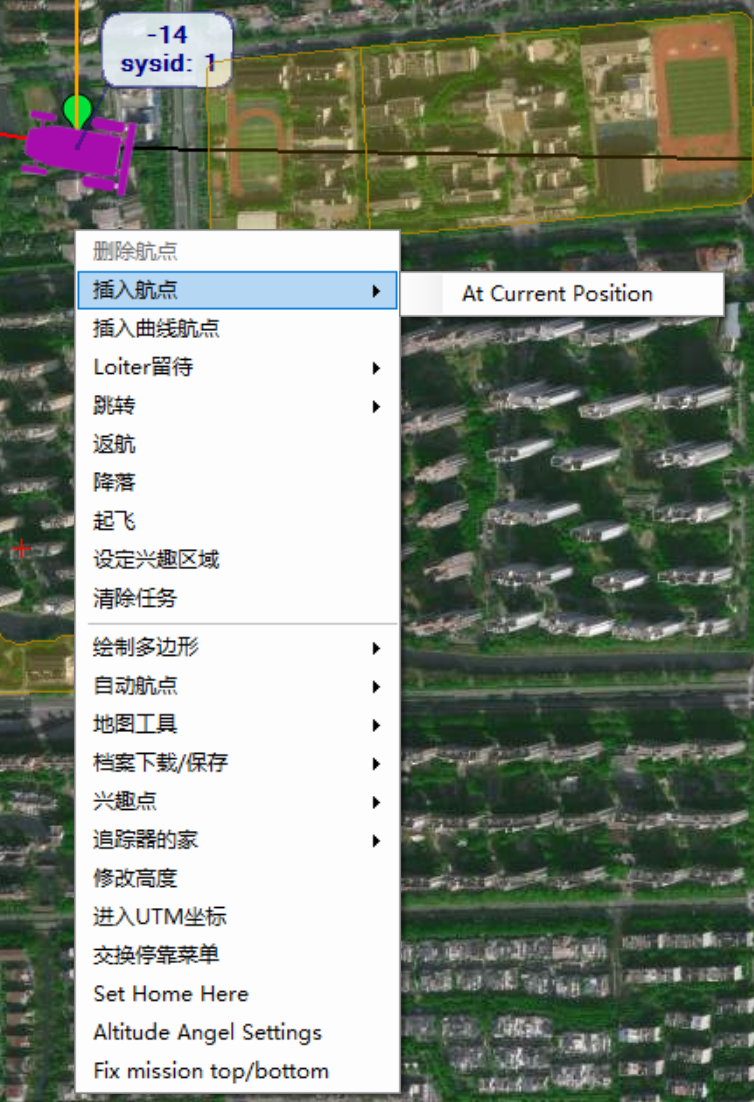 -14
sysid: 1
删除航点
插入航点
At Current Position
插入曲线航点
Loiter留待
跳转
返航
降落
起飞
设定兴趣区域
清除任务
绘制多边形
自动航点
地图工具
档案下载/保存
兴趣点
追踪器的家
修改高度
进入UTM坐标
交换停靠菜单
Set Home Here
Altitude Angel Settings
Fix mission top/bottom